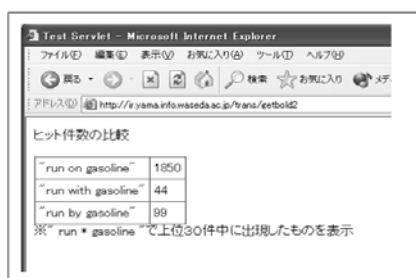 Test Servlet - Microsoft Internet Explorer
ファイル(F) 編集(E) 表示(V) お気に入り(A) ツール(T) ヘルプ(H)
戻る 検索 お気に入り
アドレス(D) http://ir.yama.info.waseda.ac.jp/trans/getbold2
ヒット件数の比較
"run on gasoline" 1850
"run with gasoline" 44
"run by gasoline" 99
※" run * gasoline "で上位30件中に出現したものを表示